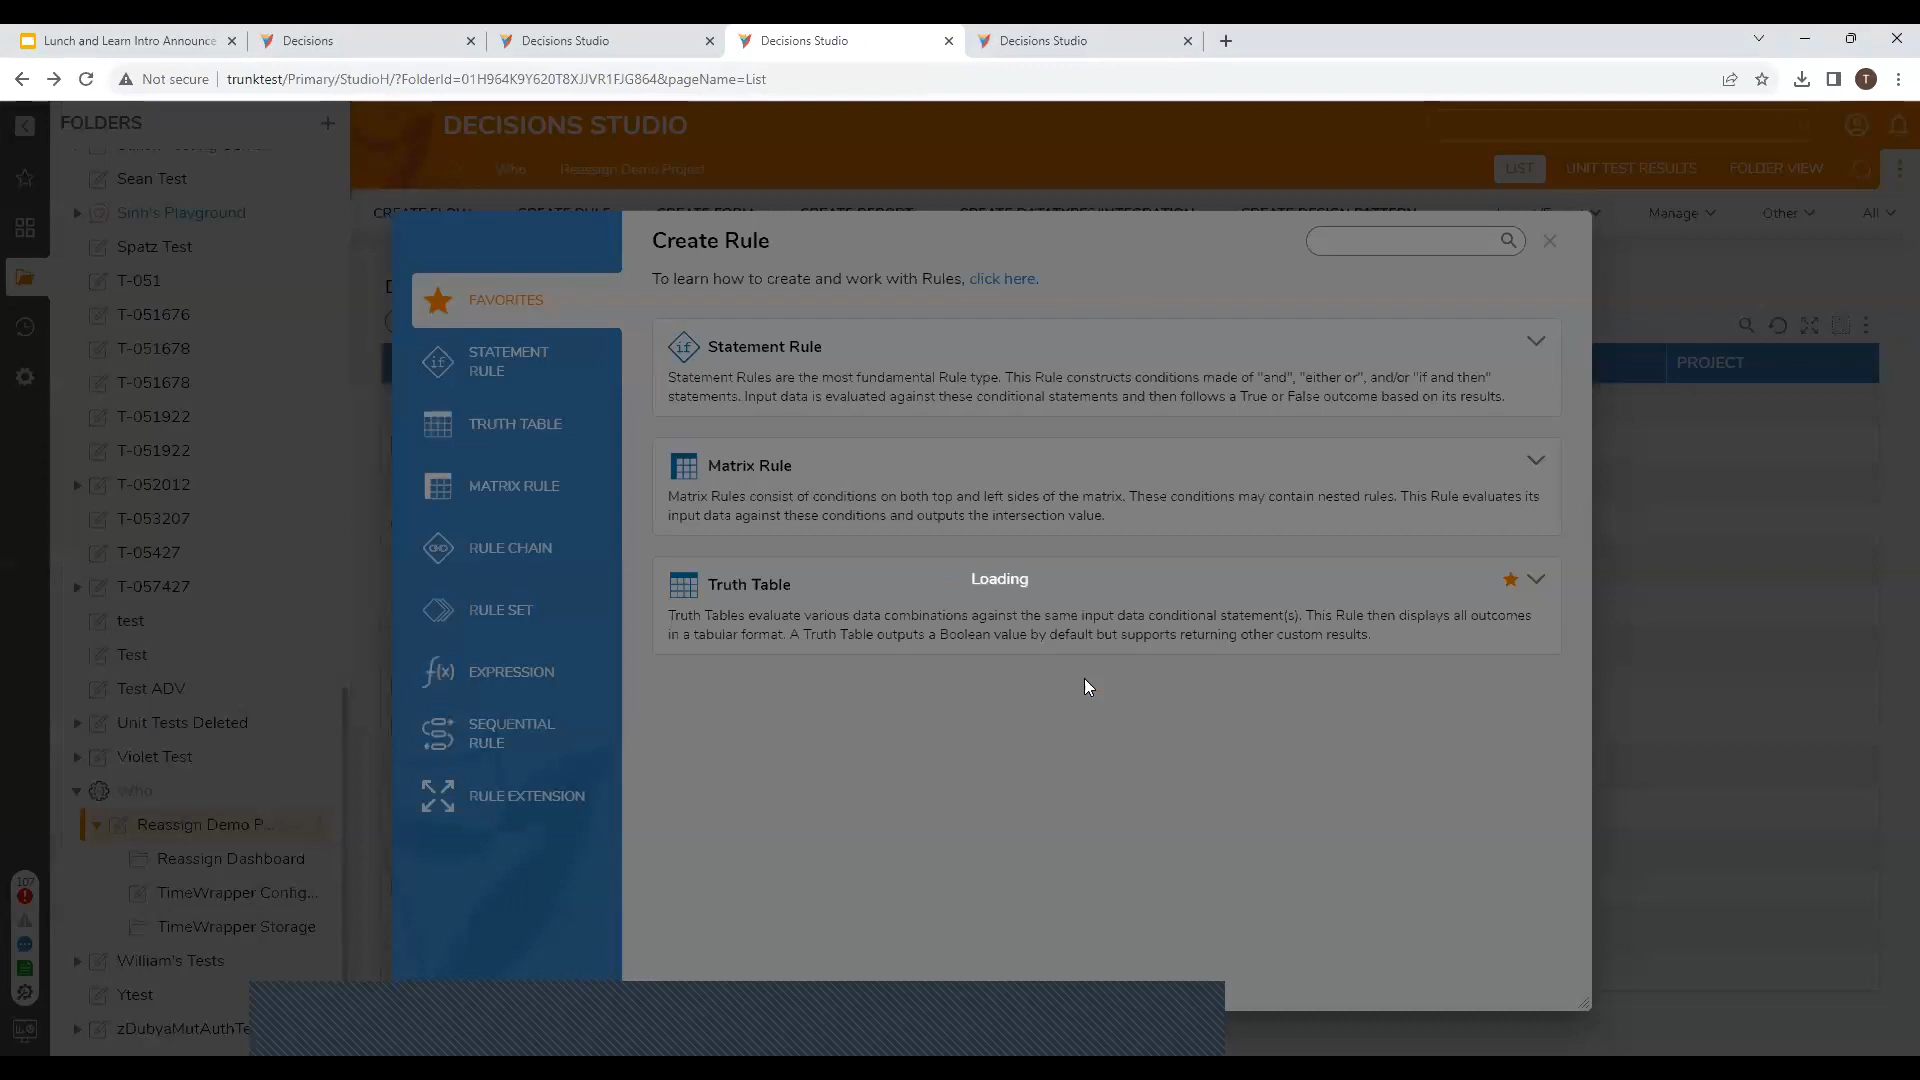 Lunch and Learn Intro Announce
Decisions
Decisions Studio
Decisions Studio
Decisions Studio
Not secure
trunktest/Primary/StudioH/?FolderId=01H964K9Y620T8XJJVR1FJG864&pageName=List
T
FOLDERS
DECISIONS STUDIO
Who
Reassign Demo Project
LIST
UNIT TEST RESULTS
FOLDER VIEW
Manage
Other
All
Sean Test
Sinh's Playground
Spatz Test
T-051
T-051676
T-051678
T-051678
T-051922
T-051922
T-052012
T-053207
T-05427
T-057427
test
Test
Test ADV
Unit Tests Deleted
Violet Test
Who
Reassign Demo P
Reassign Dashboard
TimeWrapper Config...
TimeWrapper Storage
William's Tests
Ytest
zDubyaMutAuthTe
107
FAVORITES
STATEMENT
RULE
TRUTH TABLE
MATRIX RULE
RULE CHAIN
RULE SET
EXPRESSION
SEQUENTIAL
RULE
RULE EXTENSION
Create Rule
To learn how to create and work with Rules, click here.
if Statement Rule
Statement Rules are the most fundamental Rule type. This Rule constructs conditions made of "and", "either or", and/or "if and then"
statements. Input data is evaluated against these conditional statements and then follows a True or False outcome based on its results.
Matrix Rule
Matrix Rules consist of conditions on both top and left sides of the matrix. These conditions may contain nested rules. This Rule evaluates its
input data against these conditions and outputs the intersection value.
Truth Table
Loading
Truth Tables evaluate various data combinations against the same input data conditional statement(s). This Rule then displays all outcomes
in a tabular format. A Truth Table outputs a Boolean value by default but supports returning other custom results.
PROJECT